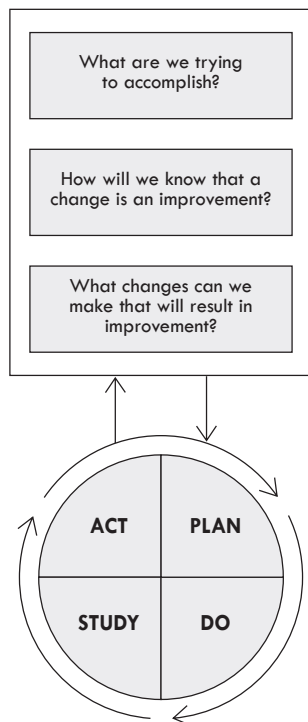 What are we trying
to accomplish?
How will we know that a
change is an improvement?
What changes can we
make that will result in
improvement?
ACT PLAN
STUDY DO